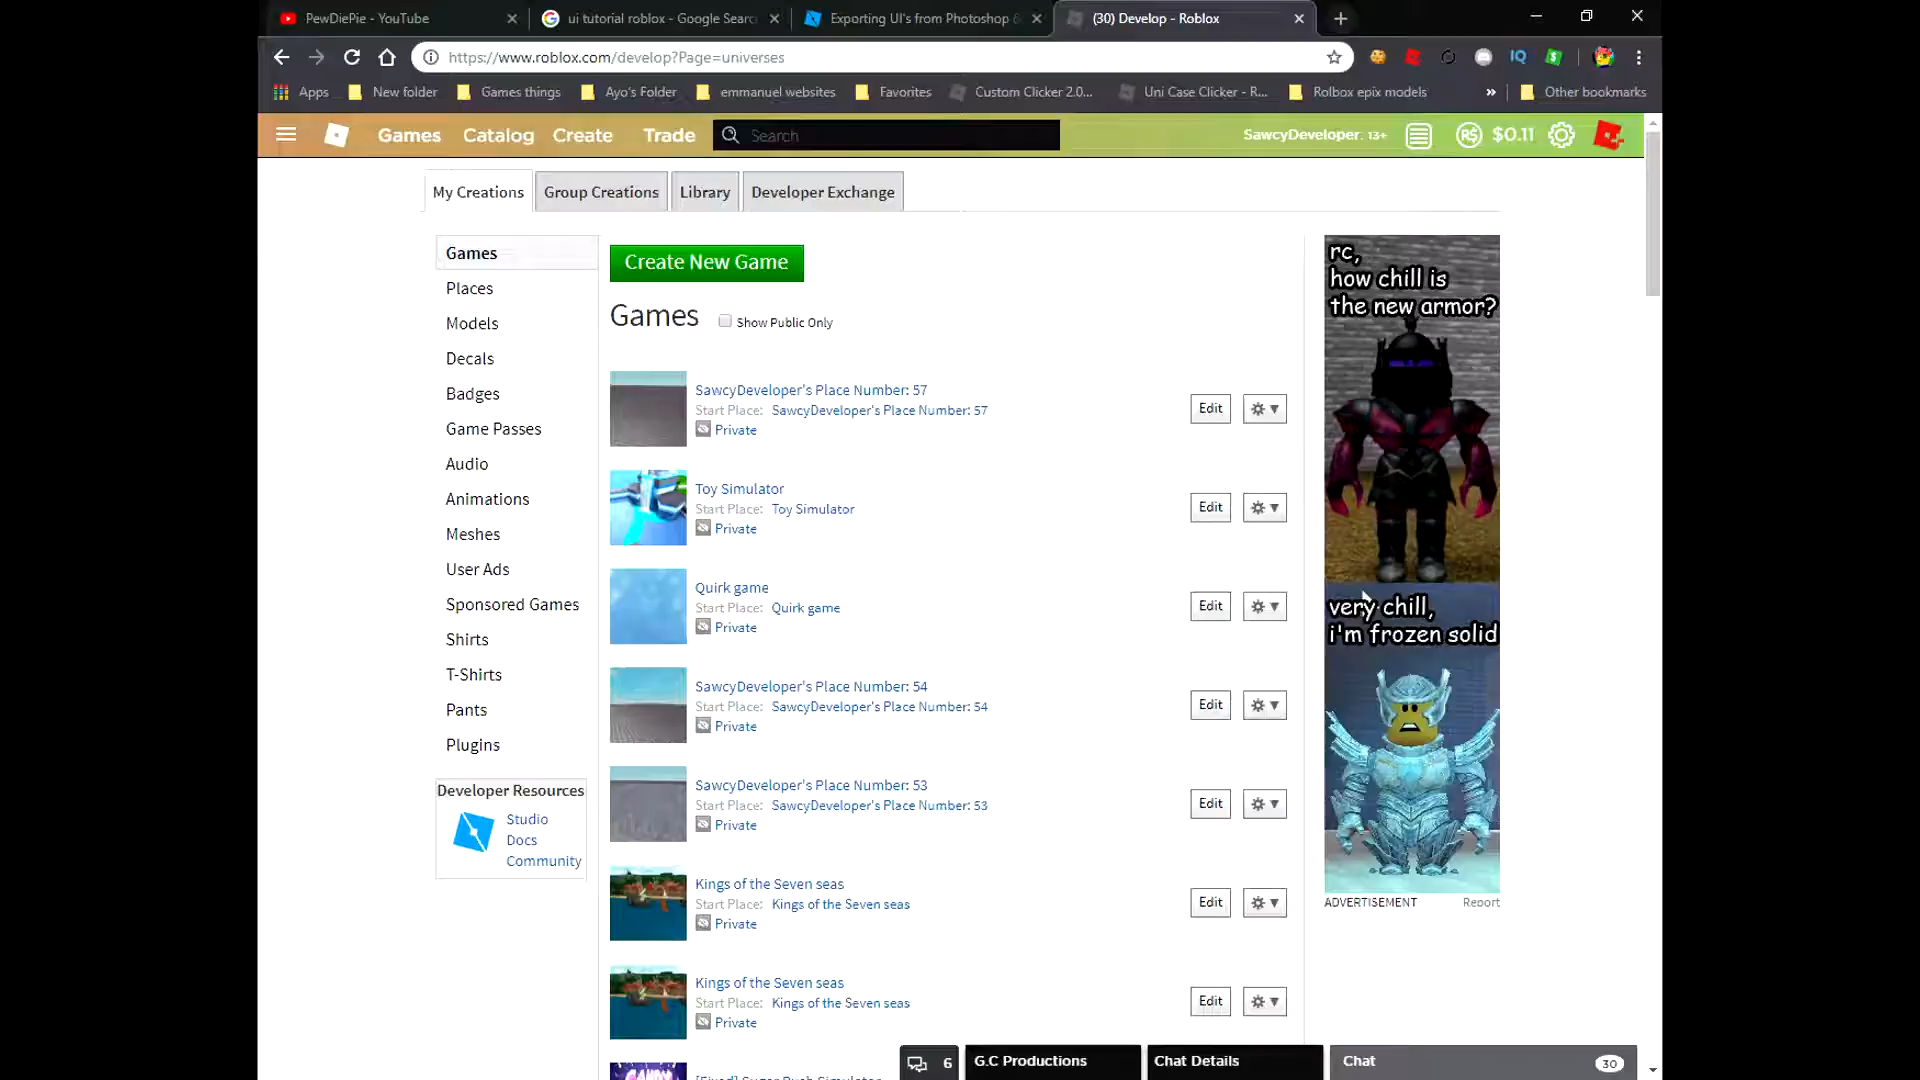 PewDiePie - YouTube
ui tutorial roblox - Google Searc
Exporting UI's from Photoshop &
(30) Develop - Roblox
https://www.roblox.com/develop?Page=universes
Apps
New folder
Games things
Ayo's Folder
emmanuel websites
Favorites
Custom Clicker 2.0...
Uni Case Clicker - R...
Rolbox epix models
»
Other bookmarks
Games
Catalog
Create
Trade
Search
SawcyDeveloper: 13+
$0.11
My Creations
Group Creations
Library
Developer Exchange
Games
Places
Models
Decals
Badges
Game Passes
Audio
Animations
Meshes
User Ads
Sponsored Games
Shirts
T-Shirts
Pants
Plugins
Developer Resources
Studio
Docs
Community
Create New Game
Games
Show Public Only
SawcyDeveloper's Place Number: 57
Start Place: SawcyDeveloper's Place Number: 57
Private
Edit
Toy Simulator
Start Place: Toy Simulator
Private
Edit
Quirk game
Start Place: Quirk game
Private
Edit
SawcyDeveloper's Place Number: 54
Start Place: SawcyDeveloper's Place Number: 54
Private
Edit
SawcyDeveloper's Place Number: 53
Start Place: SawcyDeveloper's Place Number: 53
Private
Edit
Kings of the Seven seas
Start Place: Kings of the Seven seas
Private
Edit
Kings of the Seven seas
Start Place: Kings of the Seven seas
Private
Edit
rc,
how chill is
the new armor?
very chill,
i'm frozen solid
ADVERTISEMENT
Report
6
G.C Productions
Chat Details
Chat
30